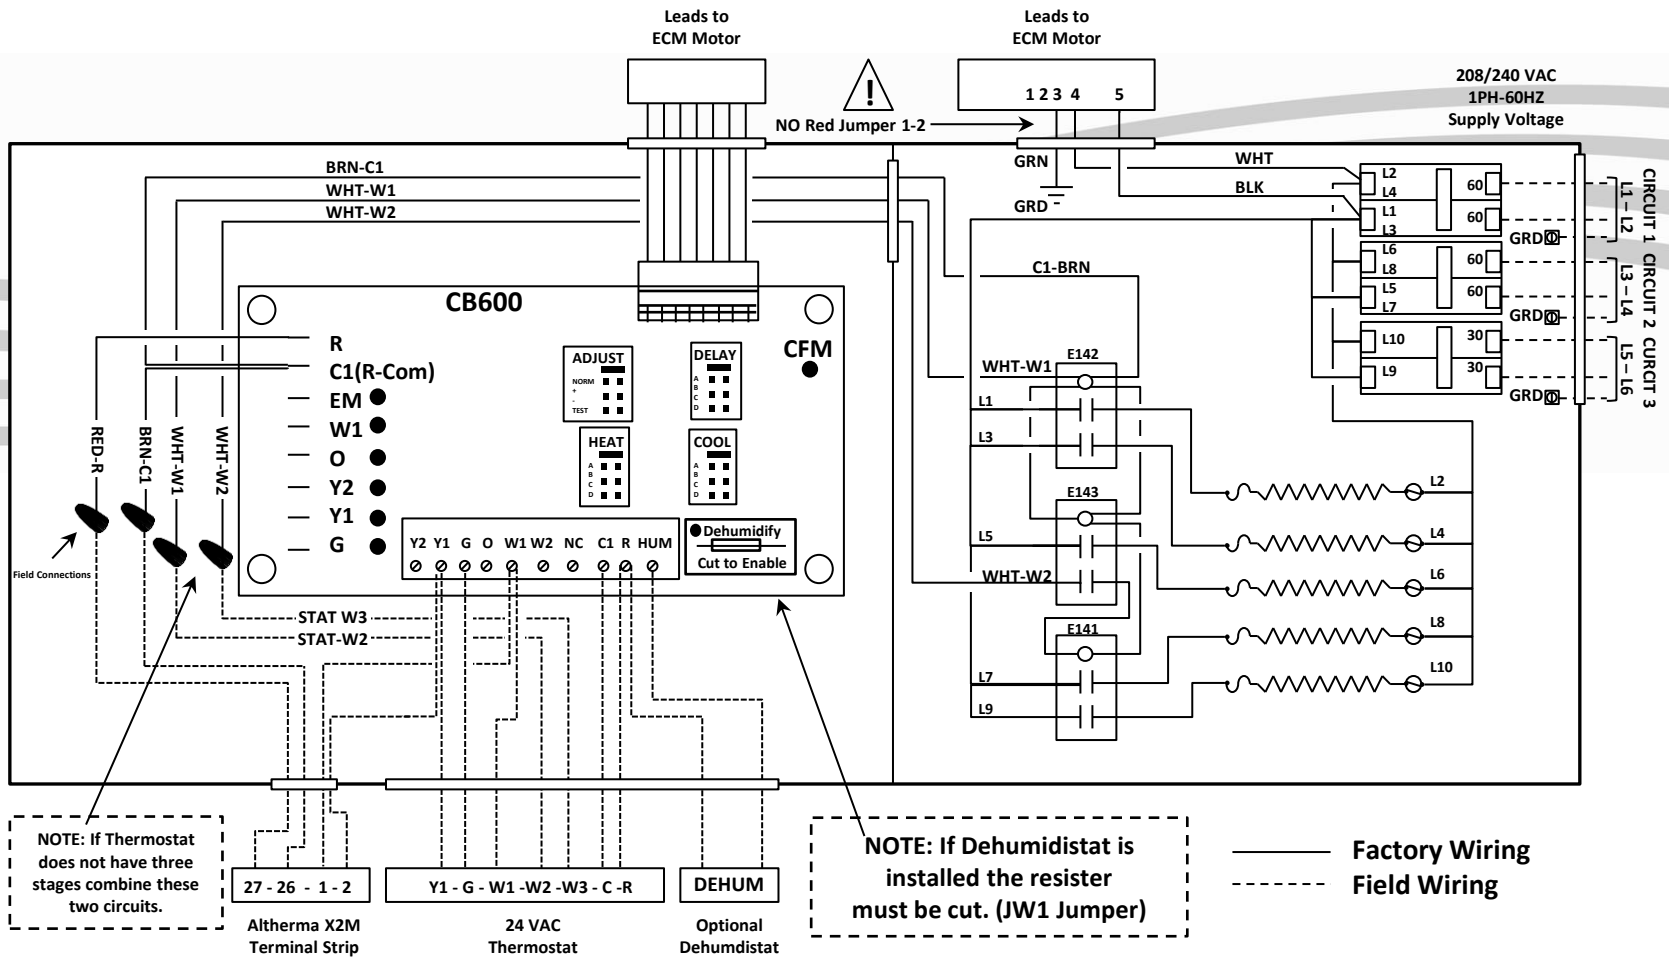 Leads to
ECM Motor
Leads to
ECM Motor
208/240 VAC
1PH-60HZ
Supply Voltage
!
NO Red Jumper 1-2
1 2 3 4 5
GRN
GRD
WHT
BLK
BRN-C1
WHT-W1
WHT-W2
C1-BRN
L2
L4
60
L1
L3
60
GRD
L6
L8
60
L5
L7
60
GRD
L10
30
L9
30
GRD
CIRCUIT 1
L1 – L2
CIRCUIT 2
L3 – L4
CURCIT 3
L5 – L6
CB600
R
C1(R-Com)
EM
W1
O
Y2
Y1
G
ADJUST
NORM
+
-
TEST
DELAY
A
B
C
D
CFM
HEAT
A
B
C
D
COOL
A
B
C
D
Y2 Y1 G O W1 W2 NC C1 R HUM
Dehumidify
Cut to Enable
RED-R
BRN-C1
WHT-W1
WHT-W2
Field Connections
STAT W3
STAT-W2
E142
WHT-W1
L1
L3
E143
L5
WHT-W2
E141
L7
L9
L2
L4
L6
L8
L10
NOTE: If Thermostat
does not have three
stages combine these
two circuits.
27 - 26 - 1 - 2
Altherma X2M
Terminal Strip
Y1 - G - W1 -W2 -W3 - C -R
24 VAC
Thermostat
DEHUM
Optional
Dehumdistat
NOTE: If Dehumidistat is
installed the resister
must be cut. (JW1 Jumper)
Factory Wiring
Field Wiring